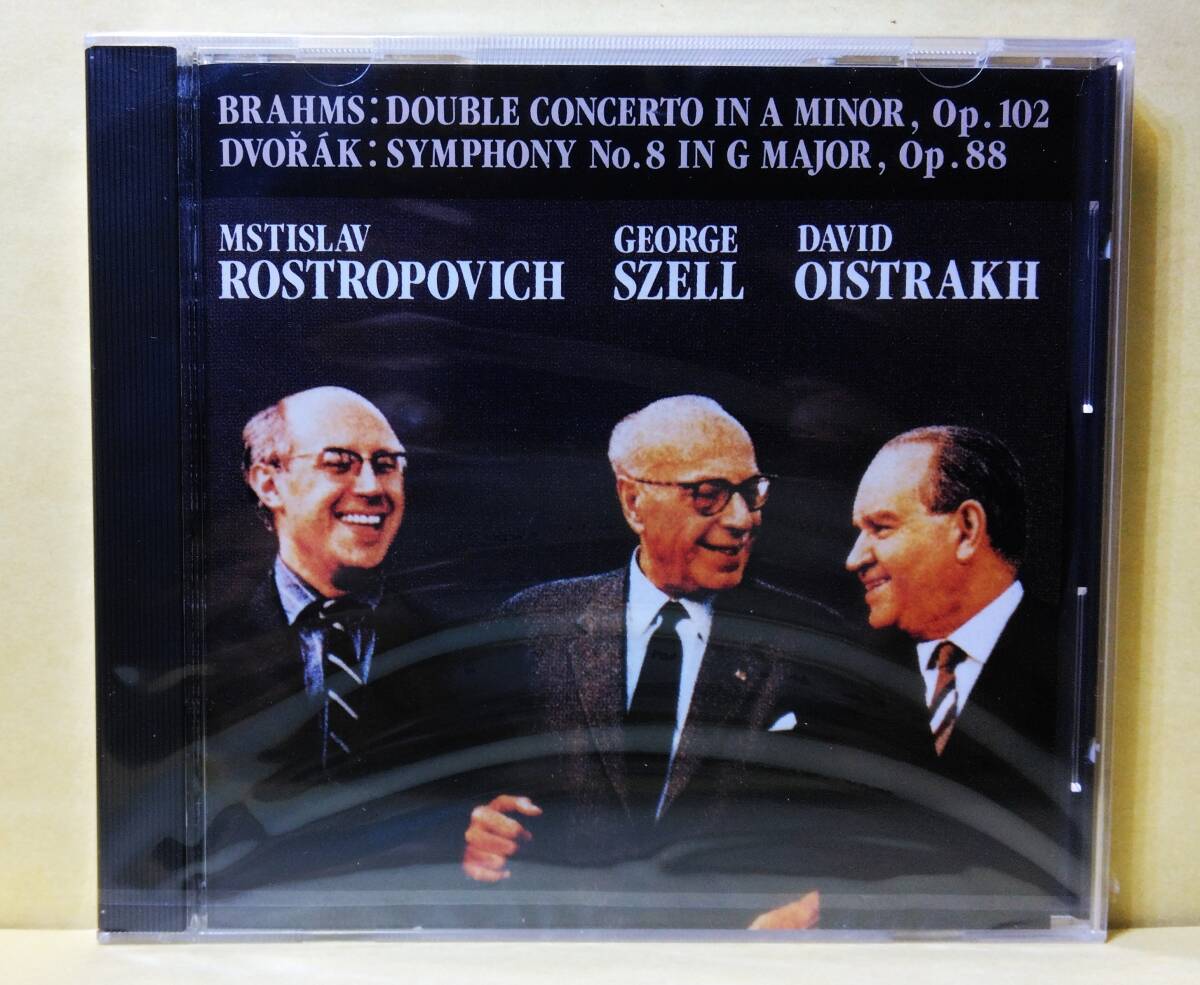 BRAHMS: DOUBLE CONCERTO IN A MINOR, Op. 102
DVOŘÁK: SYMPHONY No. 8 IN G MAJOR, Op. 88
MSTISLAV ROSTROPOVICH
GEORGE SZELL
DAVID OISTRAKH